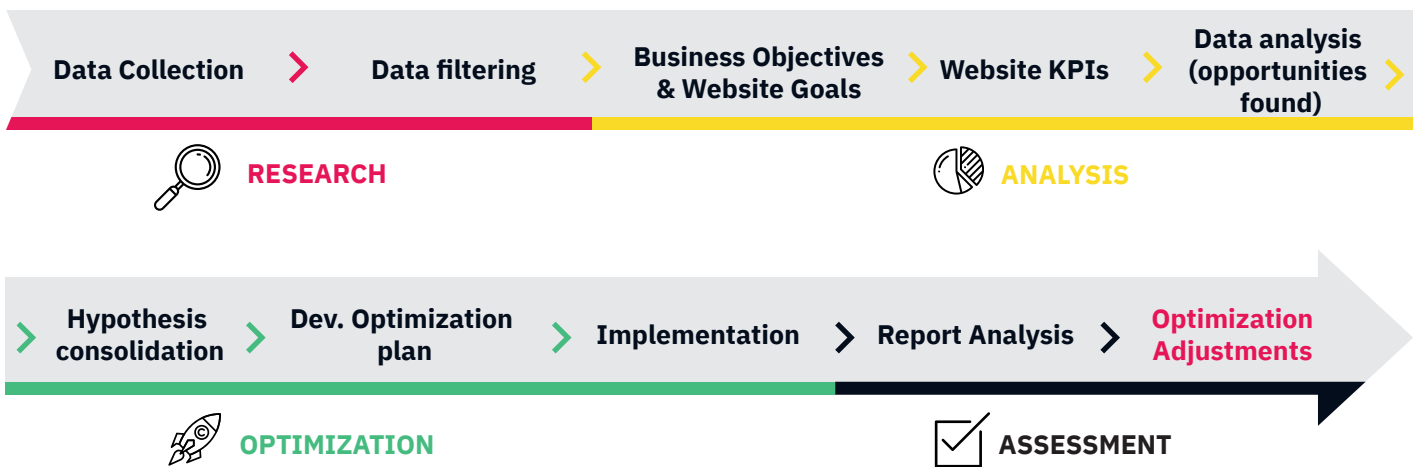 Data Collection
Data filtering
Business Objectives
& Website Goals
Website KPIs
Data analysis
(opportunities
found)
RESEARCH
ANALYSIS
Hypothesis
consolidation
Dev. Optimization
plan
Implementation
Report Analysis
Optimization
Adjustments
OPTIMIZATION
ASSESSMENT